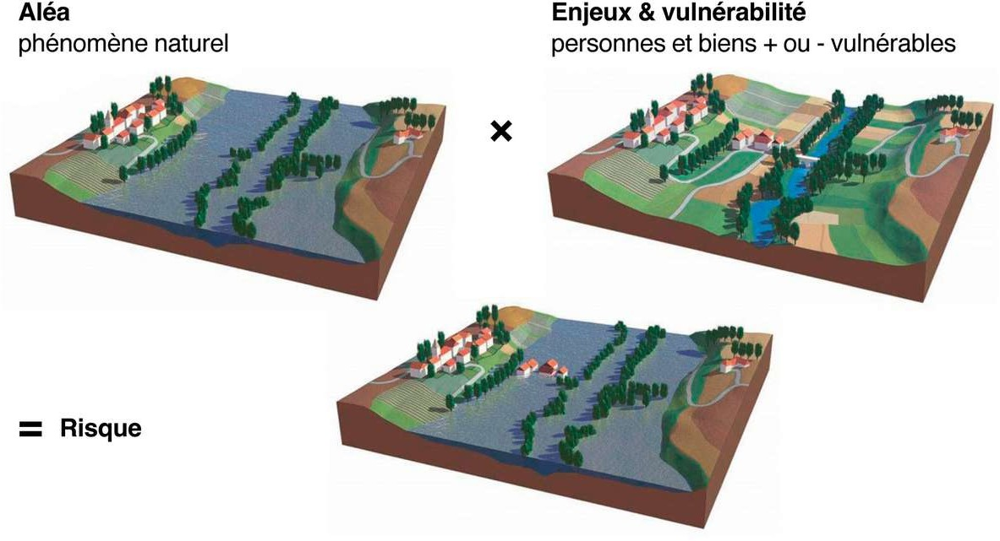 Aléa
phénomène naturel
Enjeux & vulnérabilité
personnes et biens + ou - vulnérables
×
= Risque